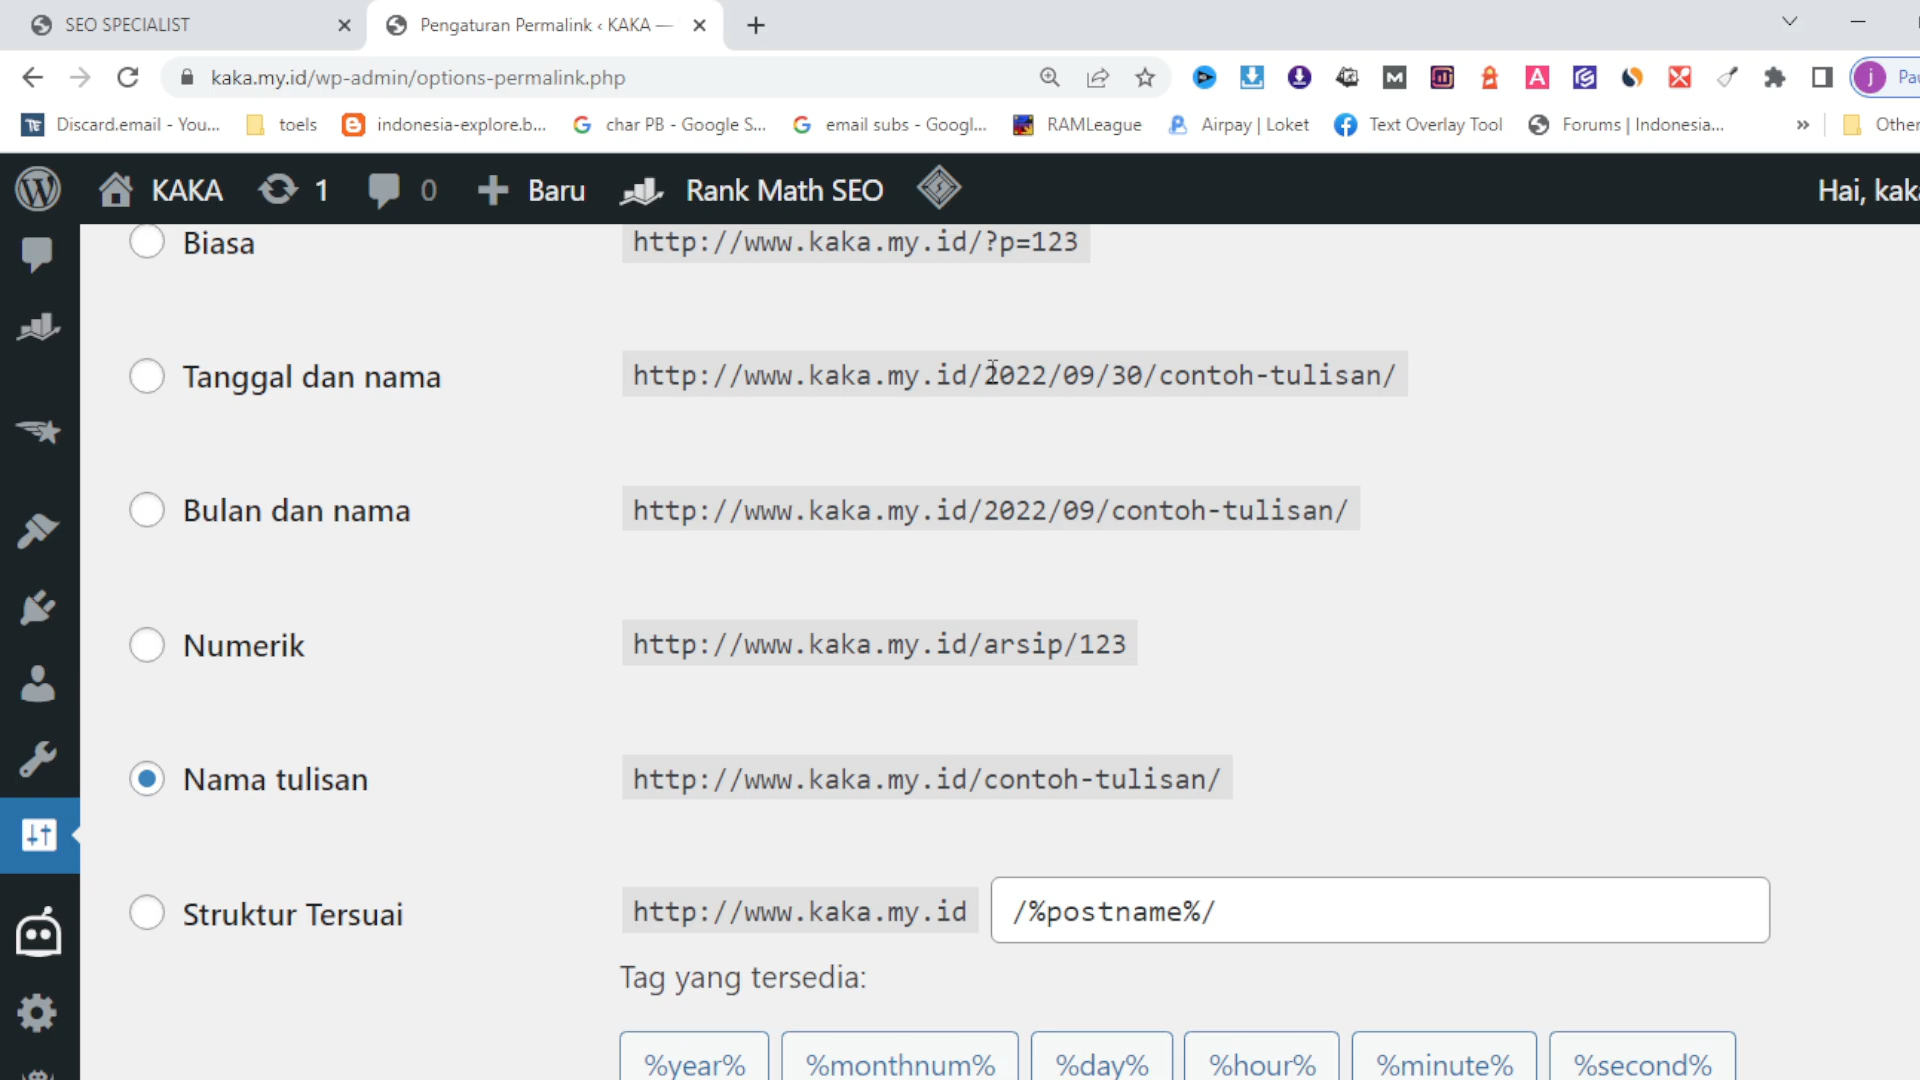 SEO SPECIALIST
Pengaturan Permalink ‹ KAKA —
kaka.my.id/wp-admin/options-permalink.php
Discard.email - You...
toels
indonesia-explore.b...
char PB - Google S...
email subs - Googl...
RAMLeague
Airpay | Loket
Text Overlay Tool
Forums | Indonesia...
»
Other
KAKA
1
0
Baru
Rank Math SEO
Hai, kaka
Biasa
http://www.kaka.my.id/?p=123
Tanggal dan nama
http://www.kaka.my.id/2022/09/30/contoh-tulisan/
Bulan dan nama
http://www.kaka.my.id/2022/09/contoh-tulisan/
Numerik
http://www.kaka.my.id/arsip/123
Nama tulisan
http://www.kaka.my.id/contoh-tulisan/
Struktur Tersuai
http://www.kaka.my.id
/%postname%/
Tag yang tersedia:
%year%
%monthnum%
%day%
%hour%
%minute%
%second%